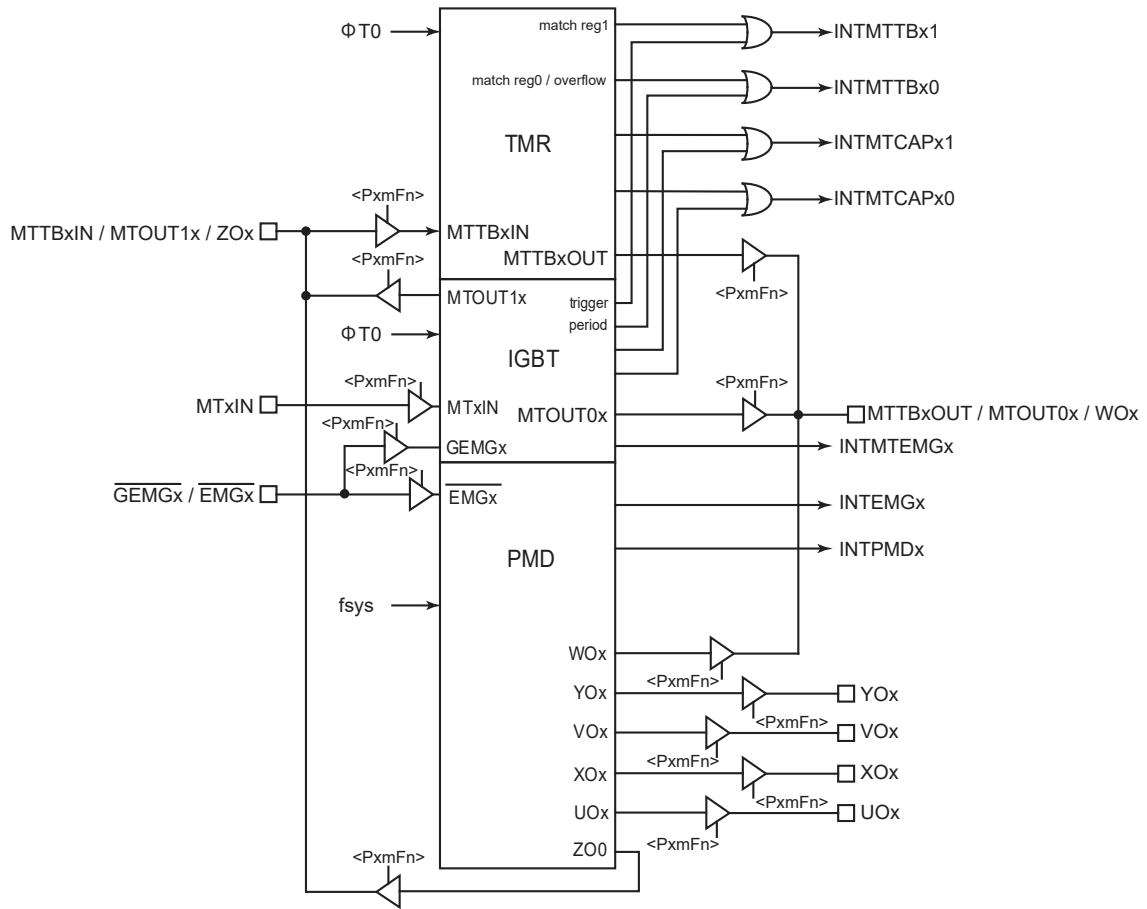 ΦT0
match reg1
INTMTTBx1
match reg0 / overflow
INTMTTBx0
TMR
INTMTCAPx1
<PxmFn>
INTMTCAPx0
MTTBxIN / MTOUT1x / ZOx
MTTBxIN
MTTBxOUT
<PxmFn>
<PxmFn>
MTOUT1x
trigger
period
ΦT0
IGBT
<PxmFn>
<PxmFn>
MTxIN
MTxIN
MTOUT0x
MTTBxOUT / MTOUT0x / WOx
<PxmFn>
GEMGx
INTMTEMGx
<PxmFn>
GEMGx / EMGx
EMGx
INTEMGx
PMD
INTPMDx
fsys
WOx
<PxmFn>
YOx
YOx
<PxmFn>
VOx
VOx
<PxmFn>
XOx
XOx
<PxmFn>
UOx
UOx
<PxmFn>
ZO0
<PxmFn>